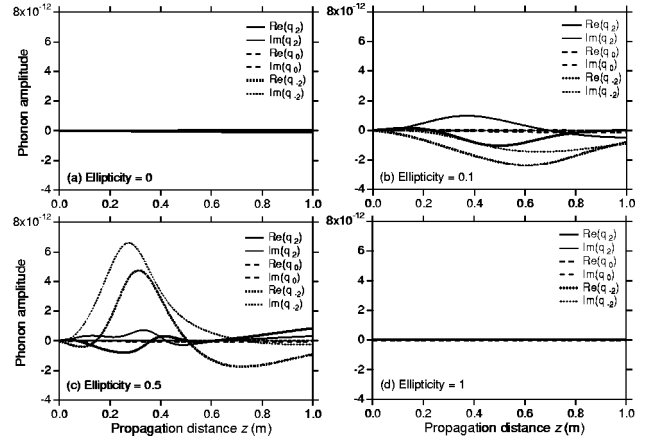 8x10⁻¹²
6
4
2
0
-2
-4
Phonon amplitude
Re(q₂)
Im(q₂)
Re(q₀)
Im(q₀)
Re(q₋₂)
Im(q₋₂)
(a) Ellipticity = 0
0.0 0.2 0.4 0.6 0.8 1.0
8x10⁻¹²
6
4
2
0
-2
-4
Re(q₂)
Im(q₂)
Re(q₀)
Im(q₀)
Re(q₋₂)
Im(q₋₂)
(b) Ellipticity = 0.1
0.0 0.2 0.4 0.6 0.8 1.0
8x10⁻¹²
6
4
2
0
-2
-4
Phonon amplitude
Re(q₂)
Im(q₂)
Re(q₀)
Im(q₀)
Re(q₋₂)
Im(q₋₂)
(c) Ellipticity = 0.5
0.0 0.2 0.4 0.6 0.8 1.0
Propagation distance z (m)
8x10⁻¹²
6
4
2
0
-2
-4
Re(q₂)
Im(q₂)
Re(q₀)
Im(q₀)
Re(q₋₂)
Im(q₋₂)
(d) Ellipticity = 1
0.0 0.2 0.4 0.6 0.8 1.0
Propagation distance z (m)